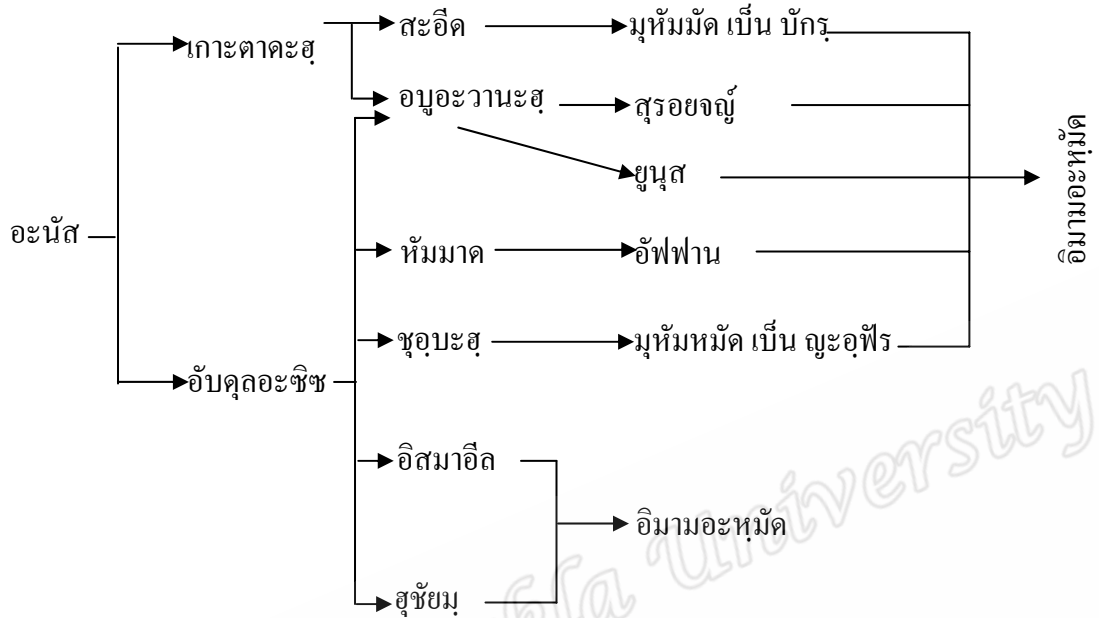 สะอีด
มุหัมมัด เบ็น บักรฺ
เกาะตาดะฮฺ
อบูอะวานะฮฺ
สุรอยจญ์
ยูนุส
อิมามอะหฺมัด
อะนัส
หัมมาด
อัฟฟาน
ชุอฺบะฮฺ
มุหัมหมัด เบ็น ญะอฺฟัร
อับดุลอะซิซ
อิสมาอีล
อิมามอะหฺมัด
ฮุชัยมฺ
University